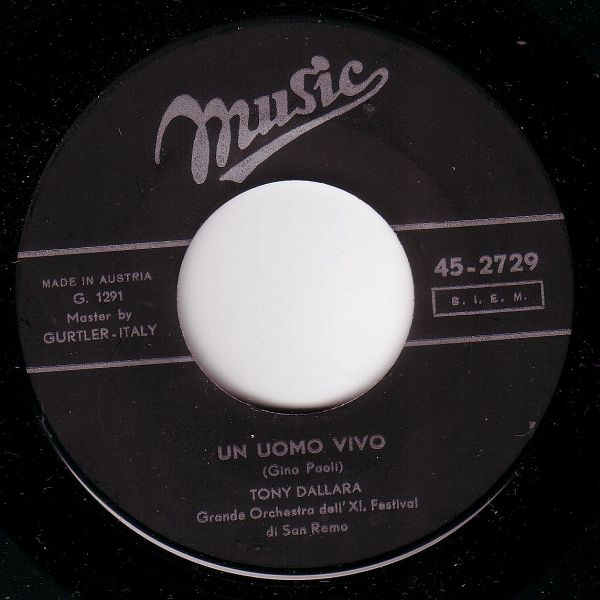 Music
MADE IN AUSTRIA
G. 1291
Master by
GURTLER-ITALY
45-2729
S. I. E. M.
UN UOMO VIVO
(Gino Paoli)
TONY DALLARA
Grande Orchestra dell'XI. Festival
di San Remo